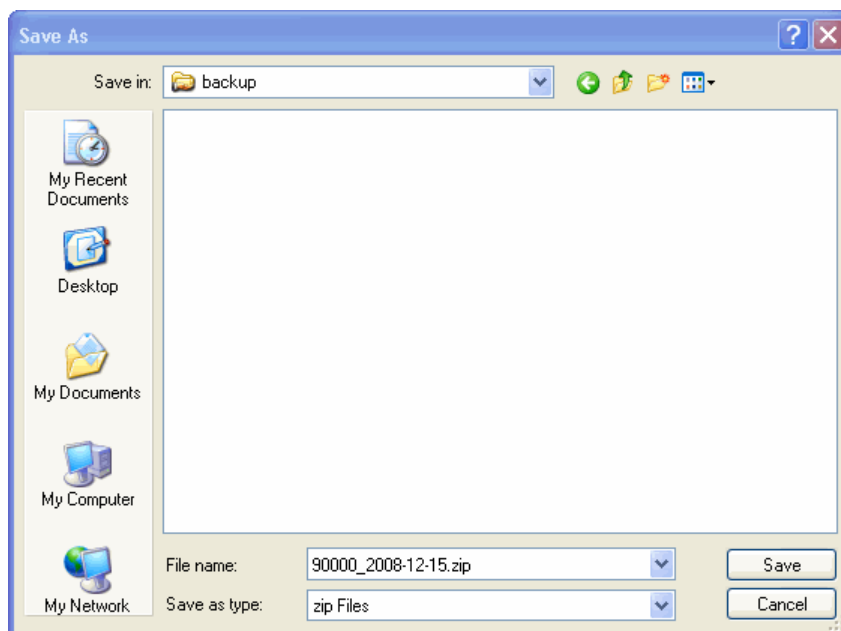 Save As
Save in: backup
My Recent
Documents
Desktop
My Documents
My Computer
My Network
File name: 90000_2008-12-15.zip Save
Save as type: zip Files Cancel